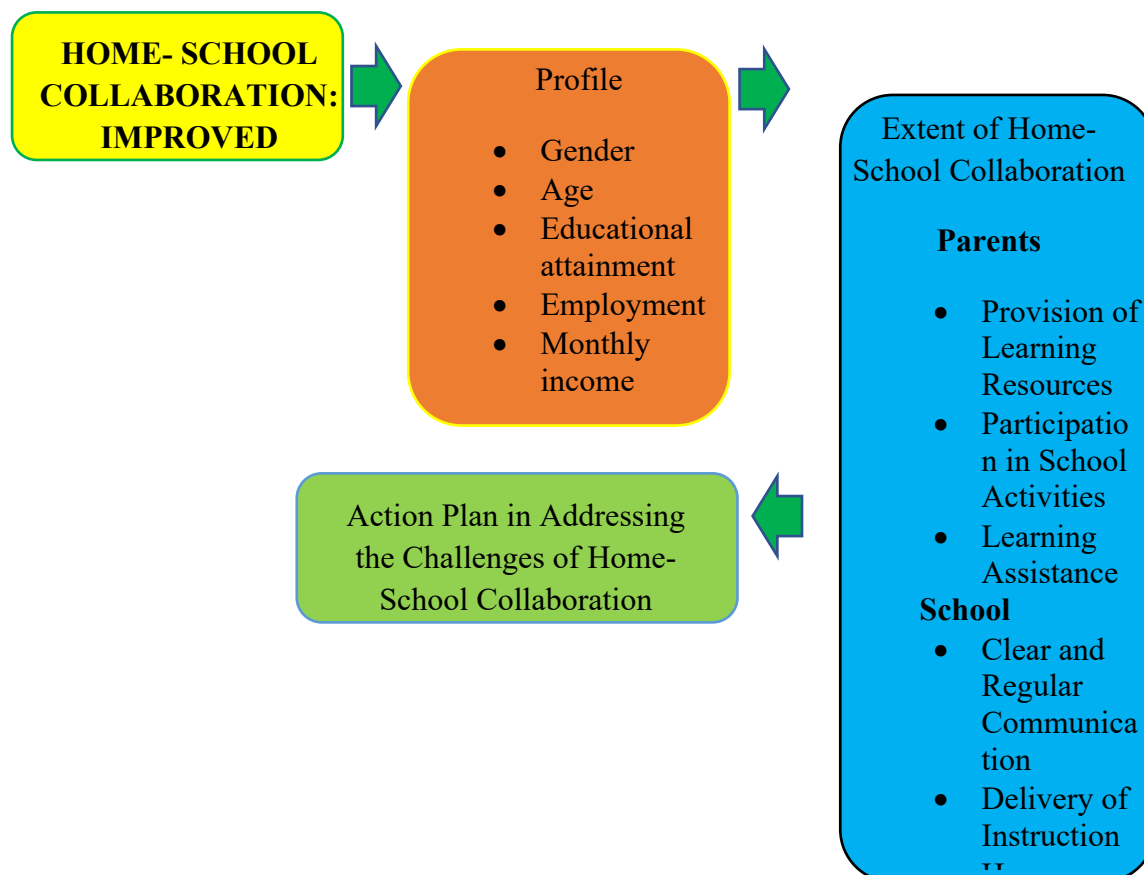 HOME- SCHOOL
COLLABORATION:
IMPROVED
Profile
• Gender
• Age
• Educational
attainment
• Employment
• Monthly
income
Extent of Home-
School Collaboration
Parents
• Provision of
Learning
Resources
• Participatio
n in School
Activities
• Learning
Assistance
School
• Clear and
Regular
Communica
tion
• Delivery of
Instruction
Action Plan in Addressing
the Challenges of Home-
School Collaboration